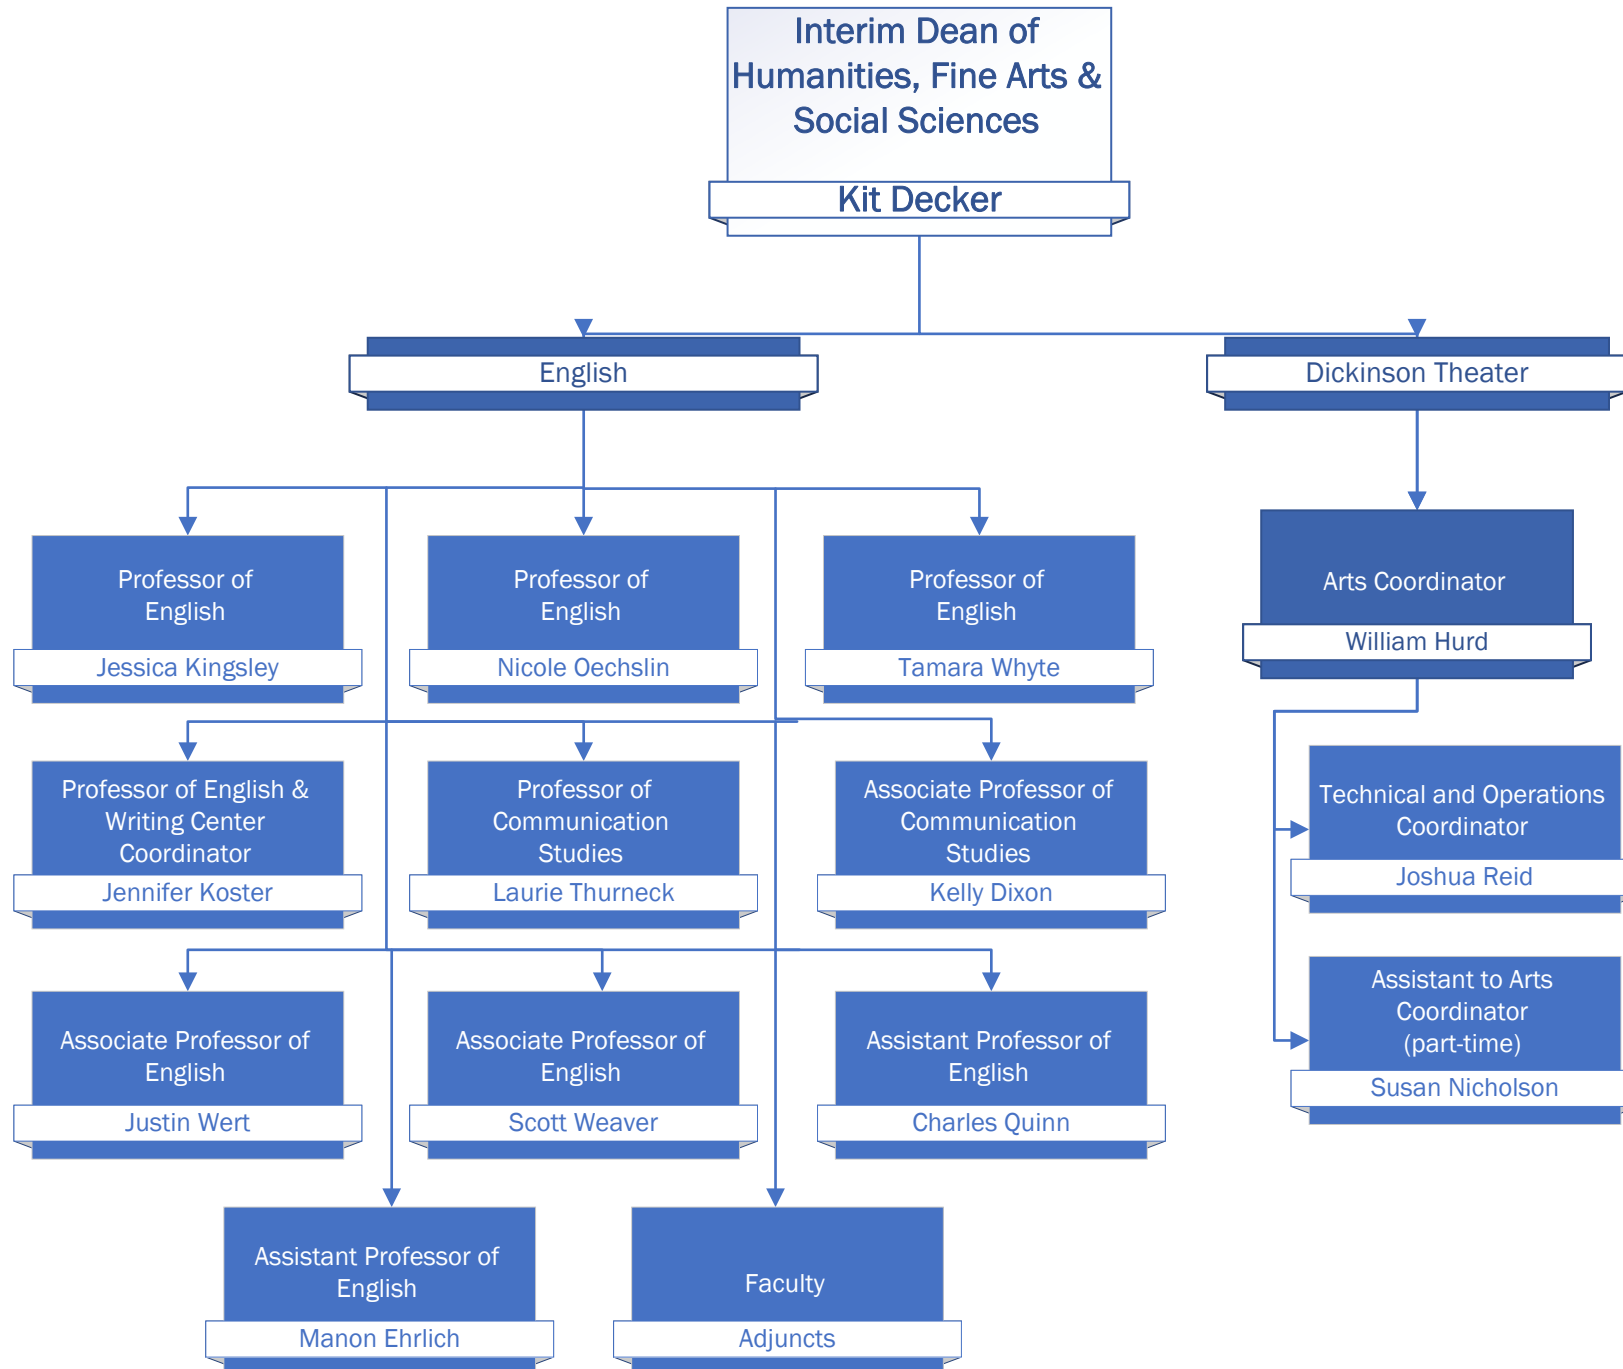 Interim Dean of
Humanities, Fine Arts &
Social Sciences
Kit Decker
English
Dickinson Theater
Professor of
English
Jessica Kingsley
Professor of
English
Nicole Oechslin
Professor of
English
Tamara Whyte
Arts Coordinator
William Hurd
Professor of English &
Writing Center
Coordinator
Jennifer Koster
Professor of
Communication
Studies
Laurie Thurneck
Associate Professor of
Communication
Studies
Kelly Dixon
Technical and Operations
Coordinator
Joshua Reid
Associate Professor of
English
Justin Wert
Associate Professor of
English
Scott Weaver
Assistant Professor of
English
Charles Quinn
Assistant to Arts
Coordinator
(part-time)
Susan Nicholson
Assistant Professor of
English
Manon Ehrlich
Faculty
Adjuncts